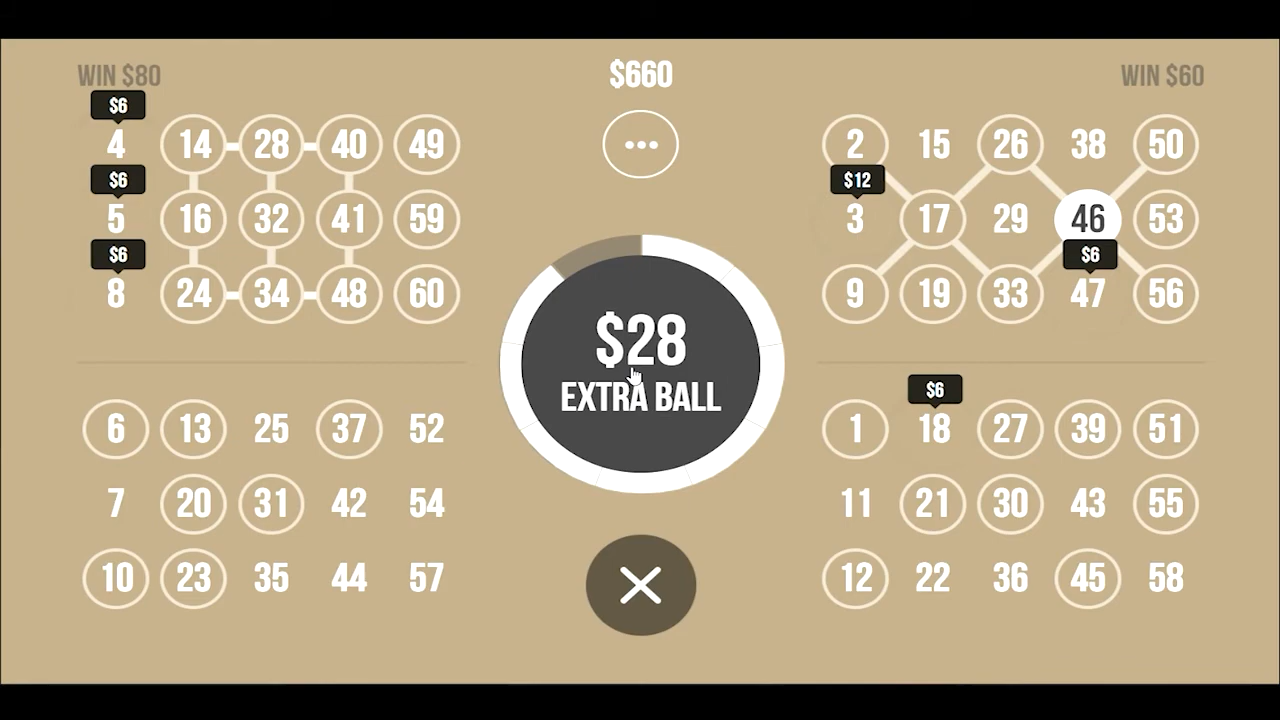 WIN $80
$660
WIN $60
$6
4 14 28 40 49
$6
5 16 32 41 59
$6
8 24 34 48 60
2 15 26 38 50
$12
3 17 29 46 53
$6
9 19 33 47 56
$28
EXTRA BALL
6 13 25 37 52
7 20 31 42 54
10 23 35 44 57
$6
1 18 27 39 51
11 21 30 43 55
12 22 36 45 58